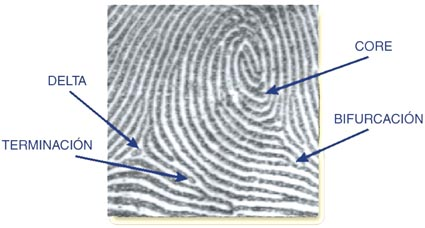 CORE
DELTA
BIFURCACIÓN
TERMINACIÓN